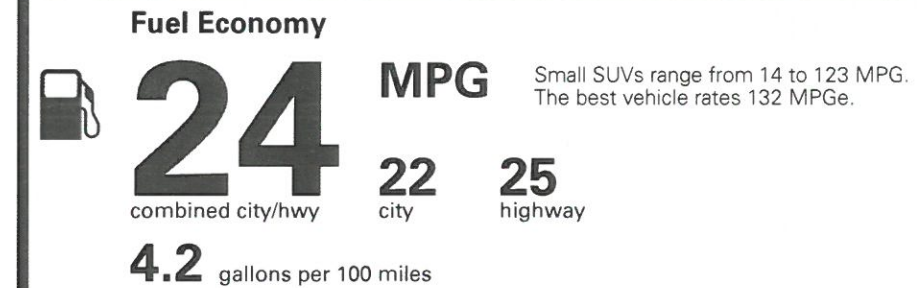 Fuel Economy
24 MPG
Small SUVs range from 14 to 123 MPG.
The best vehicle rates 132 MPGe.
combined city/hwy
22 city
25 highway
4.2 gallons per 100 miles